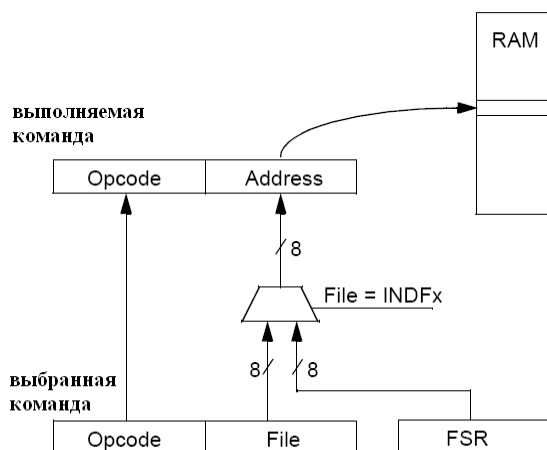 RAM
выполняемая
команда
Opcode
Address
8
File = INDFx
8
8
выбранная
команда
Opcode
File
FSR